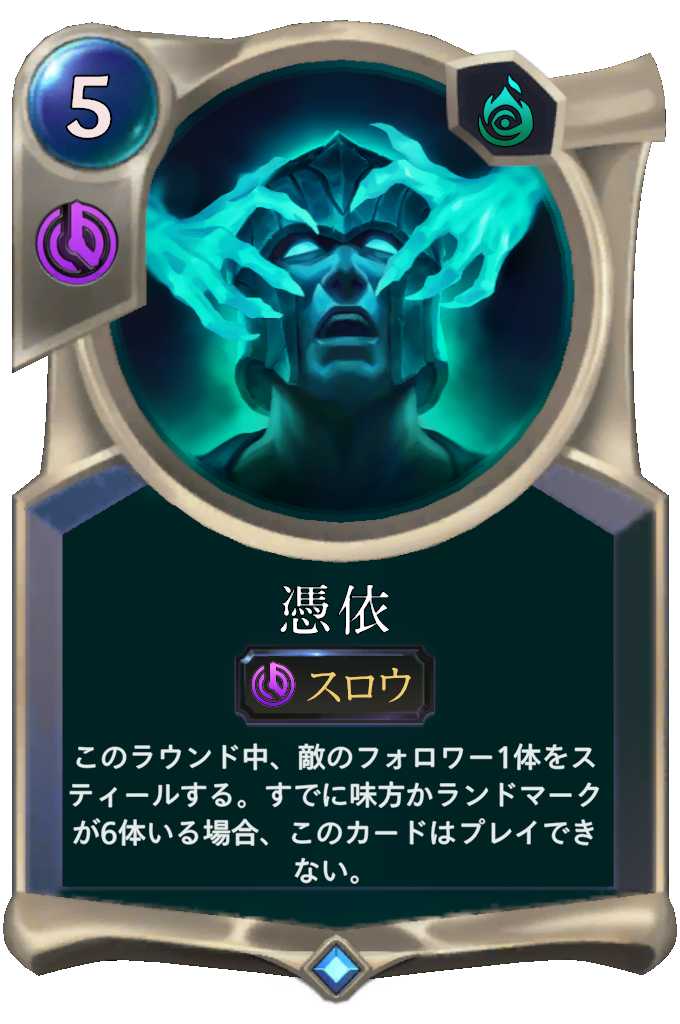 5
憑依
スロウ
このラウンド中、敵のフォロワー1体をス
ティールする。すでに味方かランドマーク
が6体いる場合、このカードはプレイでき
ない。